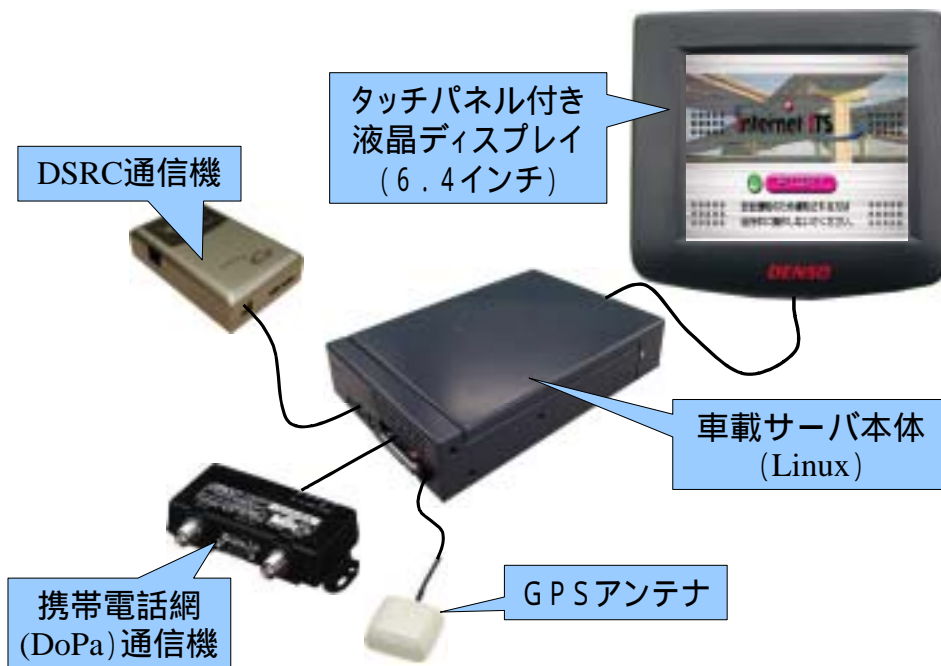 タッチパネル付き
液晶ディスプレイ
(6.4インチ)
DSRC通信機
internet ITS
DENSO
車載サーバ本体
(Linux)
GPSアンテナ
携帯電話網
(DoPa)通信機